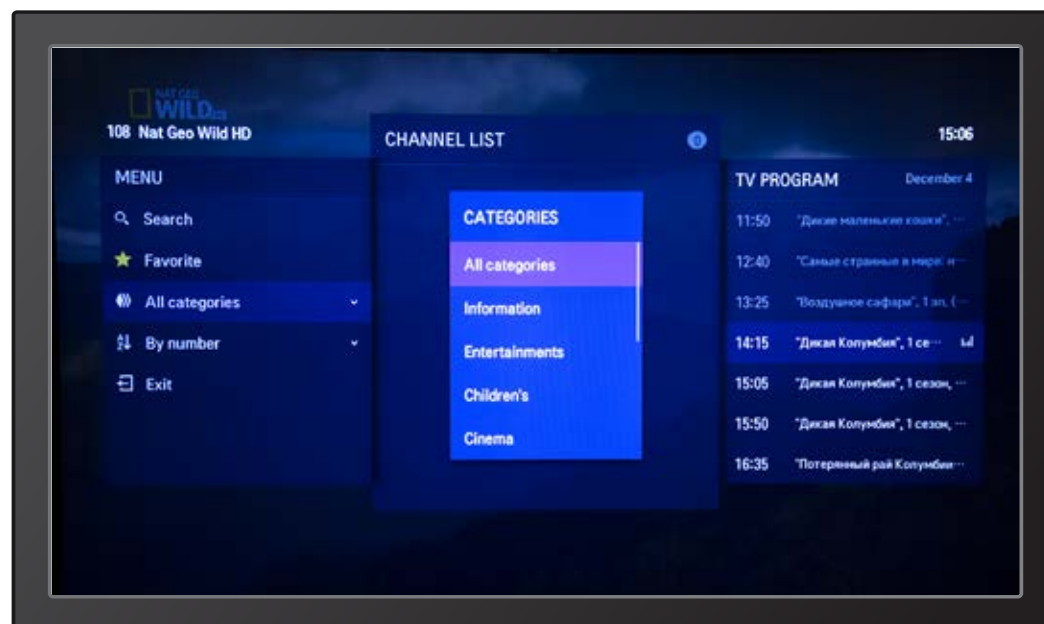 NAT GEO
WILD HD
108 Nat Geo Wild HD
15:06
CHANNEL LIST
0
MENU
Search
Favorite
All categories
By number
Exit
CATEGORIES
All categories
Information
Entertainments
Children's
Cinema
TV PROGRAM December 4
11:50 "Дикие маленькие кошки", ...
12:40 "Самые странные в мире: н...
13:25 "Воздушное сафари", 1 эп. (...
14:15 "Дикая Колумбия", 1 се...
15:05 "Дикая Колумбия", 1 сезон, ...
15:50 "Дикая Колумбия", 1 сезон, ...
16:35 "Потерянный рай Колумбии...